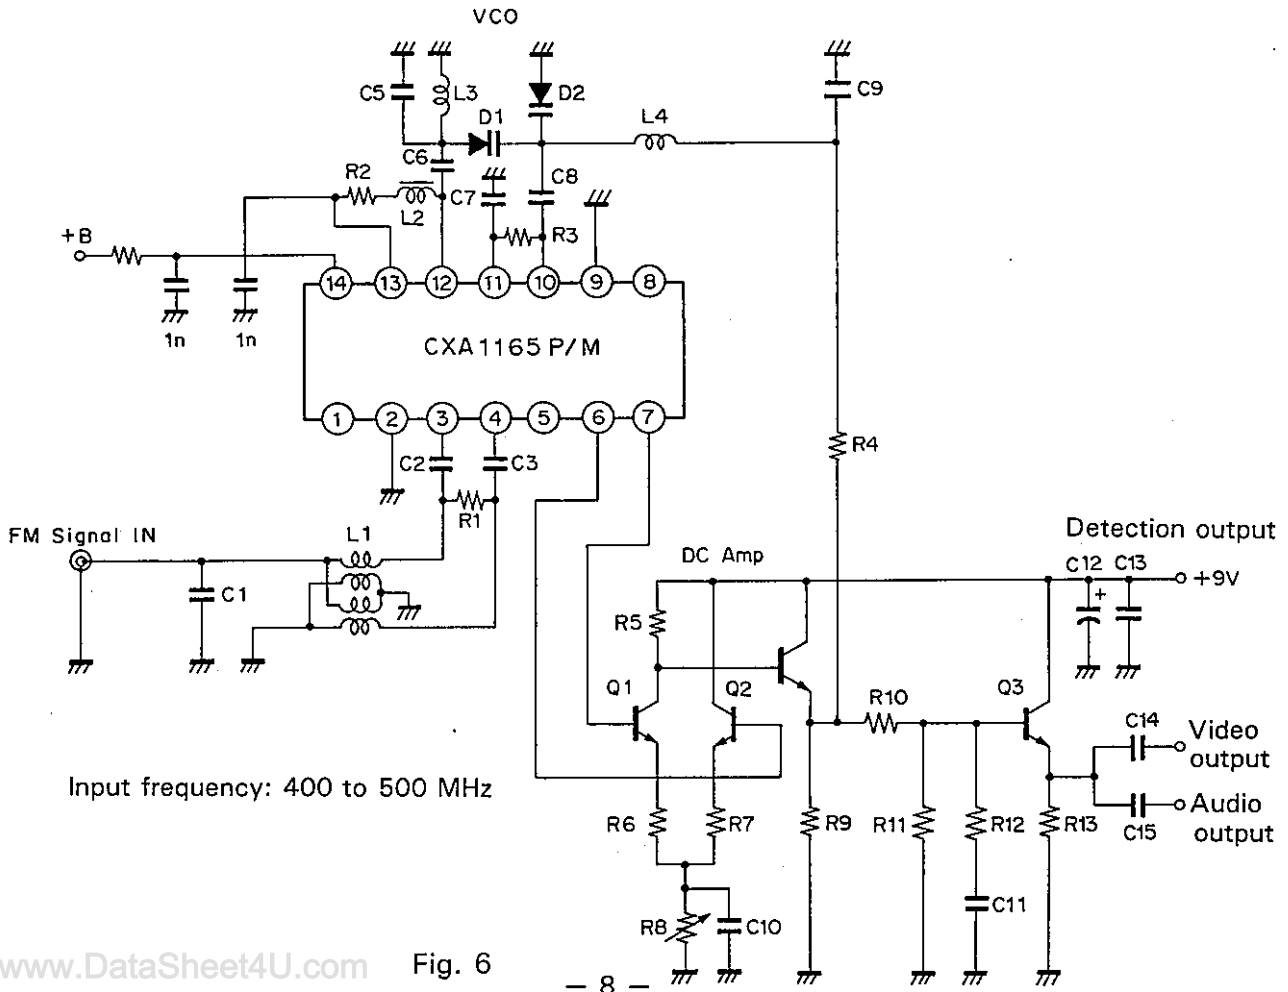 VCO
C5
L3
D1
D2
L4
C9
C6
R2
L2
C7
C8
R3
+B
14
13
12
11
10
9
8
1n
1n
CXA1165P/M
1
2
3
4
5
6
7
C2
C3
R1
R4
FM Signal IN
L1
C1
DC Amp
Detection output
C12
C13
+
+9V
R5
Q1
Q2
R10
Q3
C14
Video output
Input frequency: 400 to 500 MHz
R6
R7
R9
R11
R12
R13
C15
Audio output
R8
C10
C11
www.DataSheet4U.com
Fig. 6
— 8 —